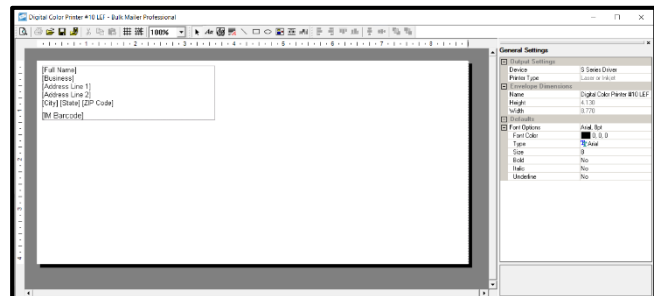 Digital Color Printer #10 LEF - Bulk Mailer Professional
100%
General Settings
[Full Name]
[Business]
[Address Line 1]
[Address Line 2]
[City] [State] [ZIP Code]
[IM Barcode]
Output Settings
Device S Series Driver
Printer Type Laser or Inkjet
Envelope Dimensions
Name Digital Color Printer #10 LEF
Height 4.130
Width 9.770
Defaults
Font Options Arial, 8pt
Font Color 0, 0, 0
Type Arial
Size 8
Bold No
Italic No
Underline No